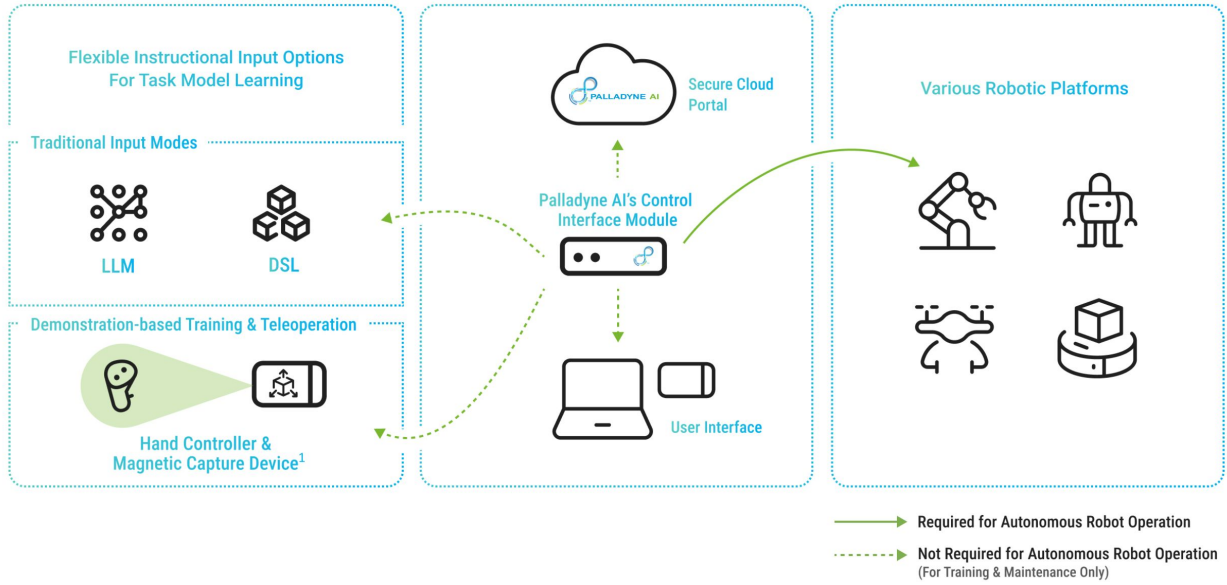 Flexible Instructional Input Options
For Task Model Learning
Traditional Input Modes
LLM
DSL
Demonstration-based Training & Teleoperation
Hand Controller &
Magnetic Capture Device1
PALLADYNE AI
Secure Cloud
Portal
Palladyne AI's Control
Interface Module
User Interface
Various Robotic Platforms
Required for Autonomous Robot Operation
Not Required for Autonomous Robot Operation
(For Training & Maintenance Only)